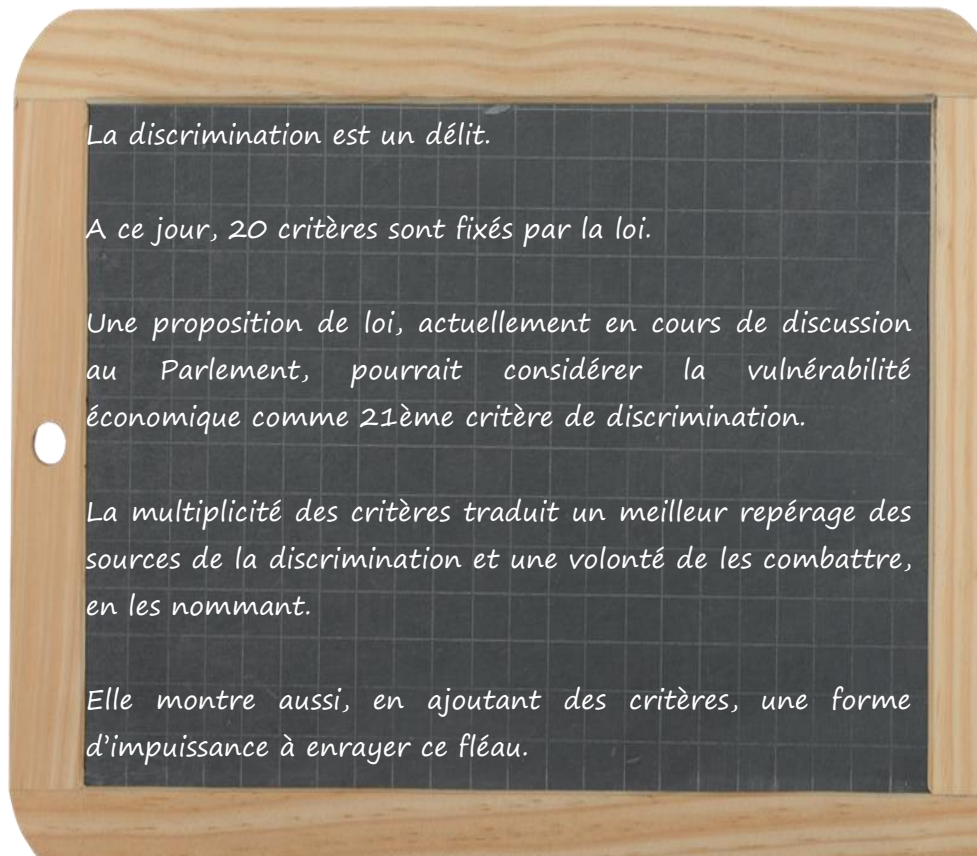 La discrimination est un délit.
A ce jour, 20 critères sont fixés par la loi.
Une proposition de loi, actuellement en cours de discussion
au Parlement, pourrait considérer la vulnérabilité
économique comme 21ème critère de discrimination.
La multiplicité des critères traduit un meilleur repérage des
sources de la discrimination et une volonté de les combattre,
en les nommant.
Elle montre aussi, en ajoutant des critères, une forme
d'impuissance à enrayer ce fléau.